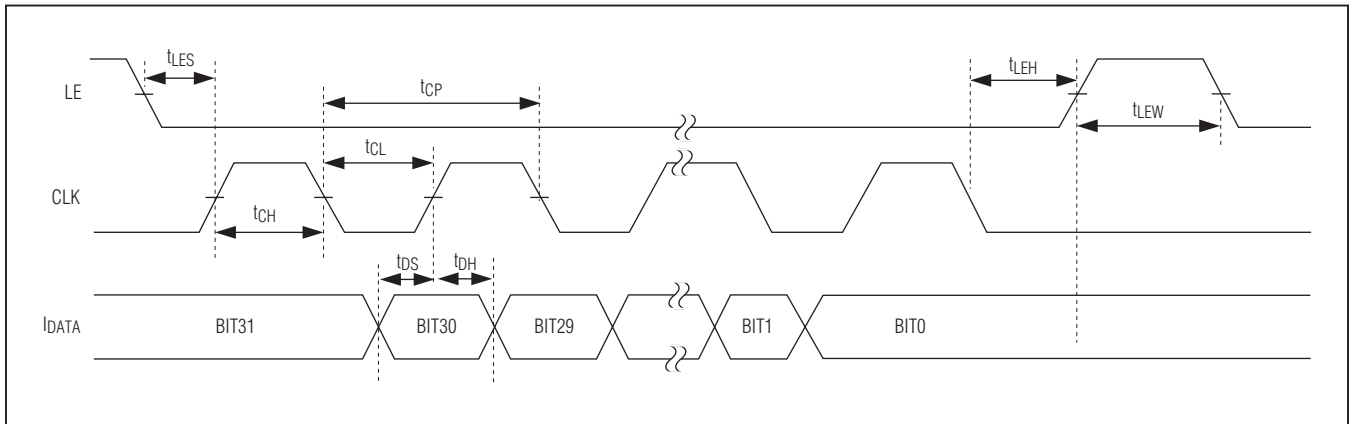 tLES
tLEH
LE
tCP
tLEW
tCL
CLK
tCH
tDS
tDH
IDATA
BIT31
BIT30
BIT29
BIT1
BIT0